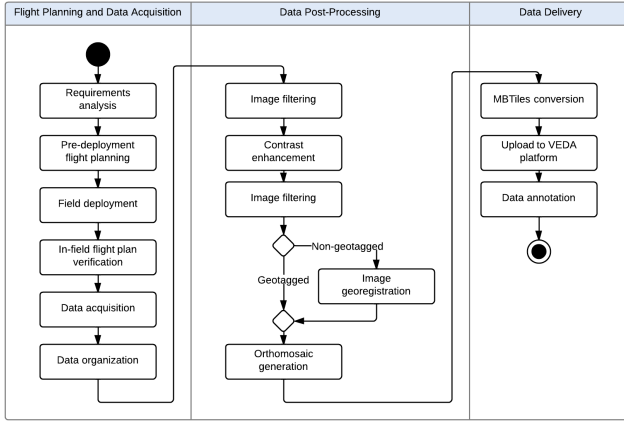 Flight Planning and Data Acquisition
Data Post-Processing
Data Delivery
Requirements
analysis
Pre-deployment
flight planning
Field deployment
In-field flight plan
verification
Data acquisition
Data organization
Image filtering
Contrast
enhancement
Image filtering
Non-geotagged
Geotagged
Image
georegistration
Orthomosaic
generation
MBTiles conversion
Upload to VEDA
platform
Data annotation